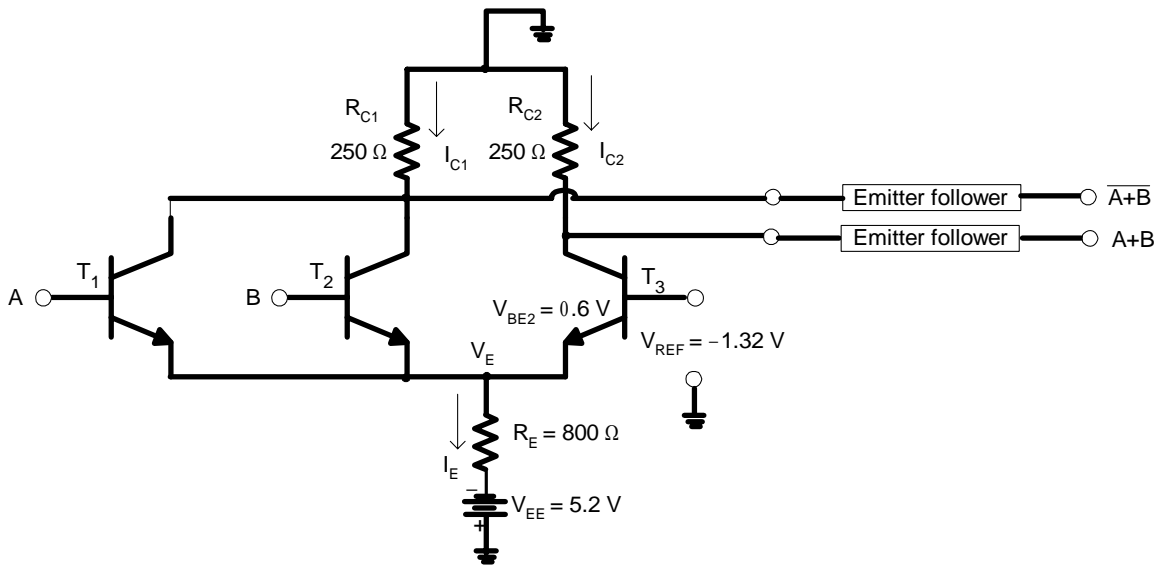 R_C1
250 Ω
I_C1
R_C2
250 Ω
I_C2
Emitter follower
A̅+̅B̅
Emitter follower
A+B
A
T_1
B
T_2
T_3
V_BE2 = 0.6 V
V_REF = −1.32 V
V_E
R_E = 800 Ω
I_E
−
V_EE = 5.2 V
+